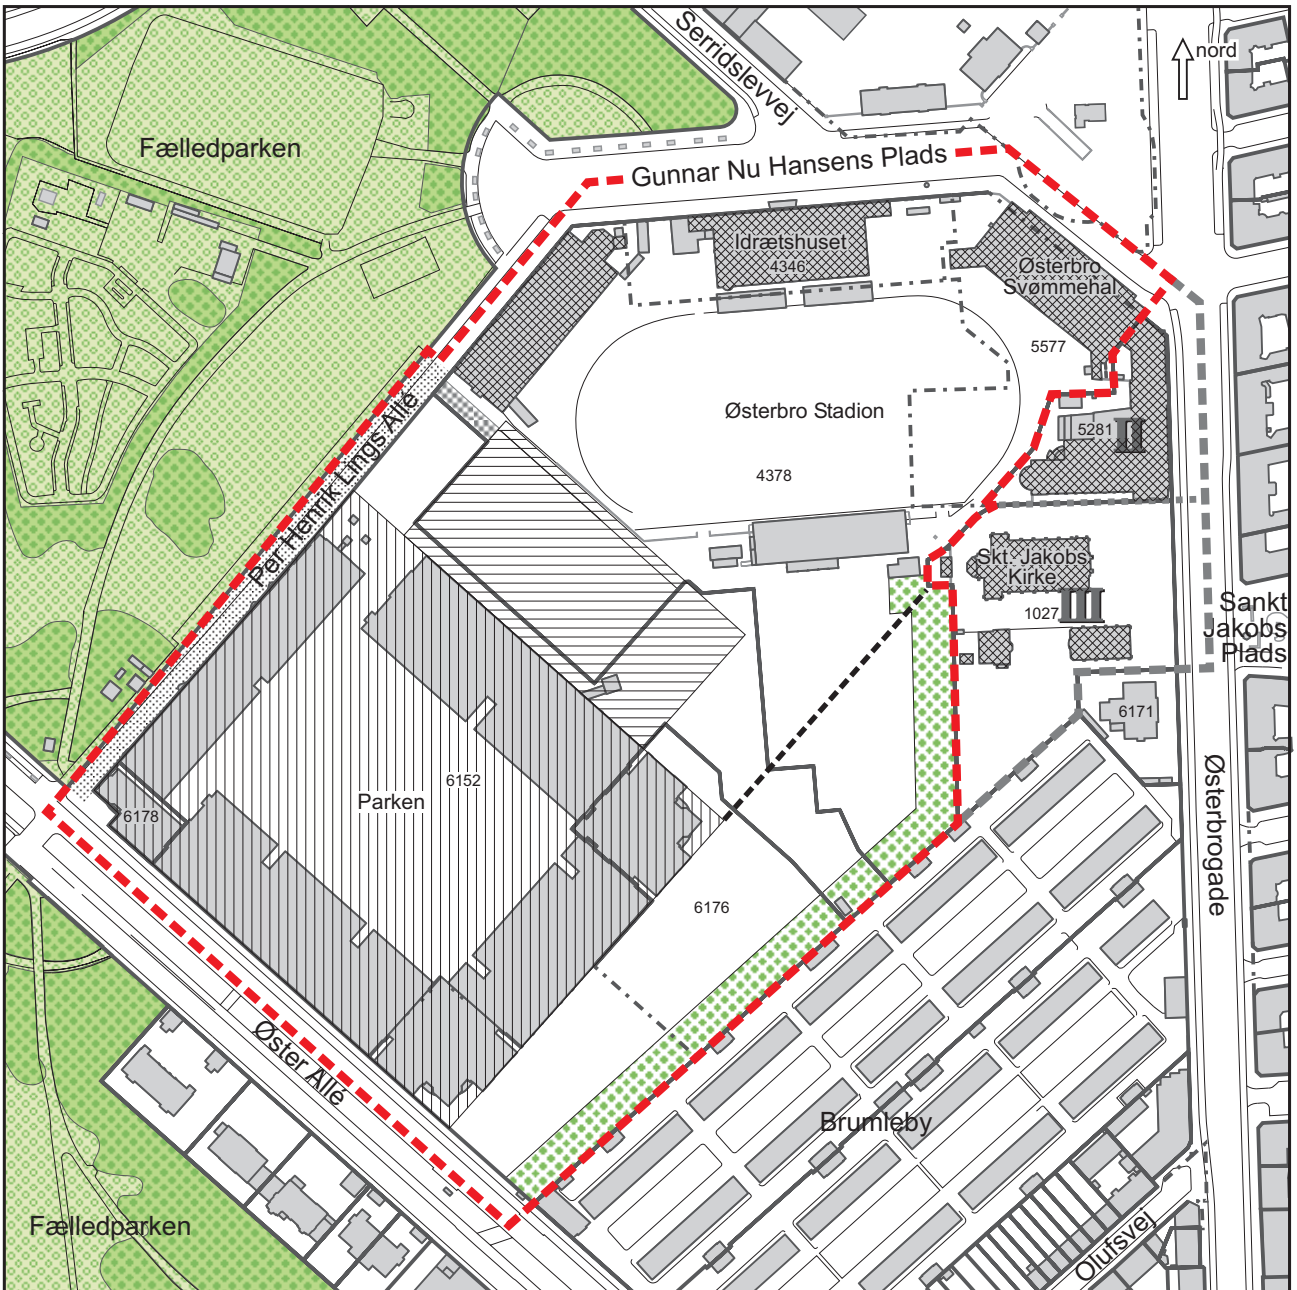 Serridslevvej
nord
Fælledparken
Gunnar Nu Hansens Plads
Idrætshuset
4346
Østerbro
Svømmehal
5577
Østerbro Stadion
5281
4378
Per Henrik Lings Allé
Skt. Jakobs
Kirke
1027
Sankt
Jakobs
Plads
6171
6152
Parken
6178
Østerbrogade
6176
Øster Allé
Brumleby
Fælledparken
Olufsvej